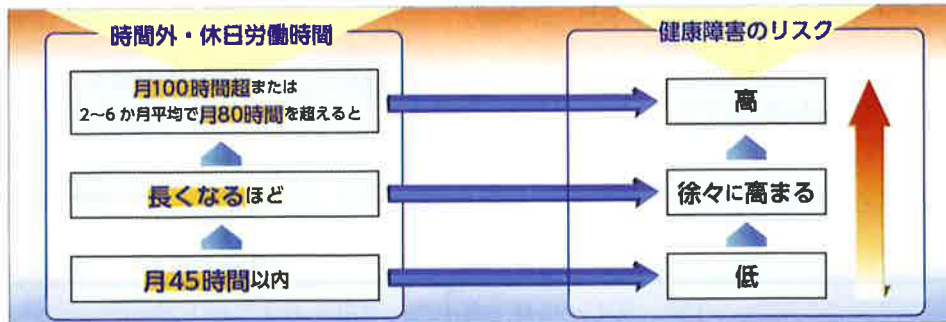 時間外・休日労働時間
月100時間超または
2～6か月平均で月80時間を超えると
長くなるほど
月45時間以内
健康障害のリスク
高
徐々に高まる
低